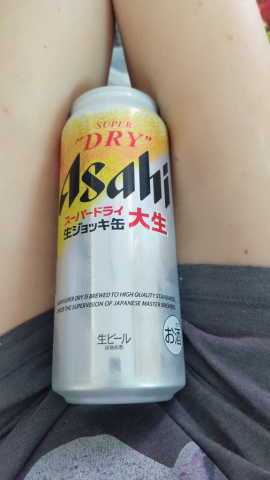 SUPER
"DRY"
Asahi
スーパードライ
生ジョッキ缶
大生
SUPER DRY IS BREWED TO HIGH QUALITY STANDARDS
UNDER THE SUPERVISION OF JAPANESE MASTER BREWERS
生ビール
お酒